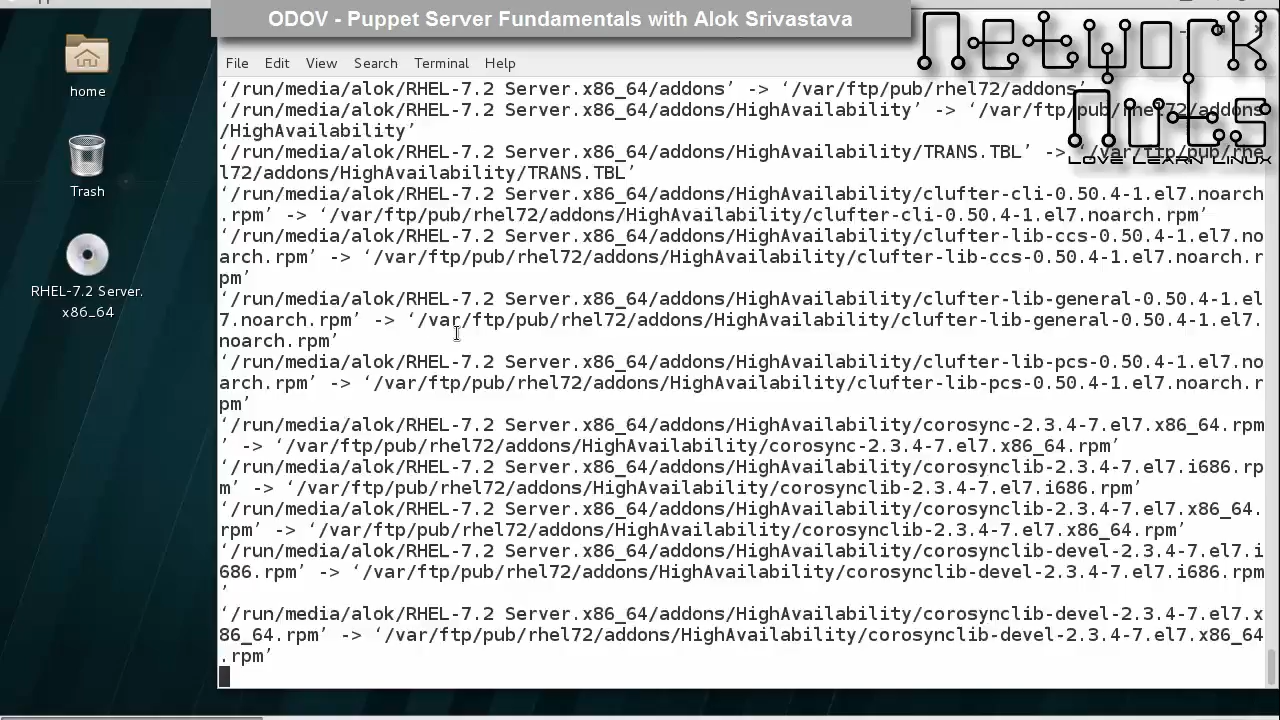 ODOV - Puppet Server Fundamentals with Alok Srivastava
Network
Nuts
LOVE LEARN LINUX
home
Trash
RHEL-7.2 Server.
x86_64
File Edit View Search Terminal Help
‘/run/media/alok/RHEL-7.2 Server.x86_64/addons’ -> ‘/var/ftp/pub/rhel72/addons’
‘/run/media/alok/RHEL-7.2 Server.x86_64/addons/HighAvailability’ -> ‘/var/ftp/pub/rhel72/addons
/HighAvailability’
‘/run/media/alok/RHEL-7.2 Server.x86_64/addons/HighAvailability/TRANS.TBL’ -> ‘/var/ftp/pub/rhe
l72/addons/HighAvailability/TRANS.TBL’
‘/run/media/alok/RHEL-7.2 Server.x86_64/addons/HighAvailability/clufter-cli-0.50.4-1.el7.noarch
.rpm’ -> ‘/var/ftp/pub/rhel72/addons/HighAvailability/clufter-cli-0.50.4-1.el7.noarch.rpm’
‘/run/media/alok/RHEL-7.2 Server.x86_64/addons/HighAvailability/clufter-lib-ccs-0.50.4-1.el7.no
arch.rpm’ -> ‘/var/ftp/pub/rhel72/addons/HighAvailability/clufter-lib-ccs-0.50.4-1.el7.noarch.r
pm’
‘/run/media/alok/RHEL-7.2 Server.x86_64/addons/HighAvailability/clufter-lib-general-0.50.4-1.el
7.noarch.rpm’ -> ‘/var/ftp/pub/rhel72/addons/HighAvailability/clufter-lib-general-0.50.4-1.el7.
noarch.rpm’
‘/run/media/alok/RHEL-7.2 Server.x86_64/addons/HighAvailability/clufter-lib-pcs-0.50.4-1.el7.no
arch.rpm’ -> ‘/var/ftp/pub/rhel72/addons/HighAvailability/clufter-lib-pcs-0.50.4-1.el7.noarch.r
pm’
‘/run/media/alok/RHEL-7.2 Server.x86_64/addons/HighAvailability/corosync-2.3.4-7.el7.x86_64.rpm
’ -> ‘/var/ftp/pub/rhel72/addons/HighAvailability/corosync-2.3.4-7.el7.x86_64.rpm’
‘/run/media/alok/RHEL-7.2 Server.x86_64/addons/HighAvailability/corosynclib-2.3.4-7.el7.i686.rp
m’ -> ‘/var/ftp/pub/rhel72/addons/HighAvailability/corosynclib-2.3.4-7.el7.i686.rpm’
‘/run/media/alok/RHEL-7.2 Server.x86_64/addons/HighAvailability/corosynclib-2.3.4-7.el7.x86_64.
rpm’ -> ‘/var/ftp/pub/rhel72/addons/HighAvailability/corosynclib-2.3.4-7.el7.x86_64.rpm’
‘/run/media/alok/RHEL-7.2 Server.x86_64/addons/HighAvailability/corosynclib-devel-2.3.4-7.el7.i
686.rpm’ -> ‘/var/ftp/pub/rhel72/addons/HighAvailability/corosynclib-devel-2.3.4-7.el7.i686.rpm
’
‘/run/media/alok/RHEL-7.2 Server.x86_64/addons/HighAvailability/corosynclib-devel-2.3.4-7.el7.x
86_64.rpm’ -> ‘/var/ftp/pub/rhel72/addons/HighAvailability/corosynclib-devel-2.3.4-7.el7.x86_64
.rpm’